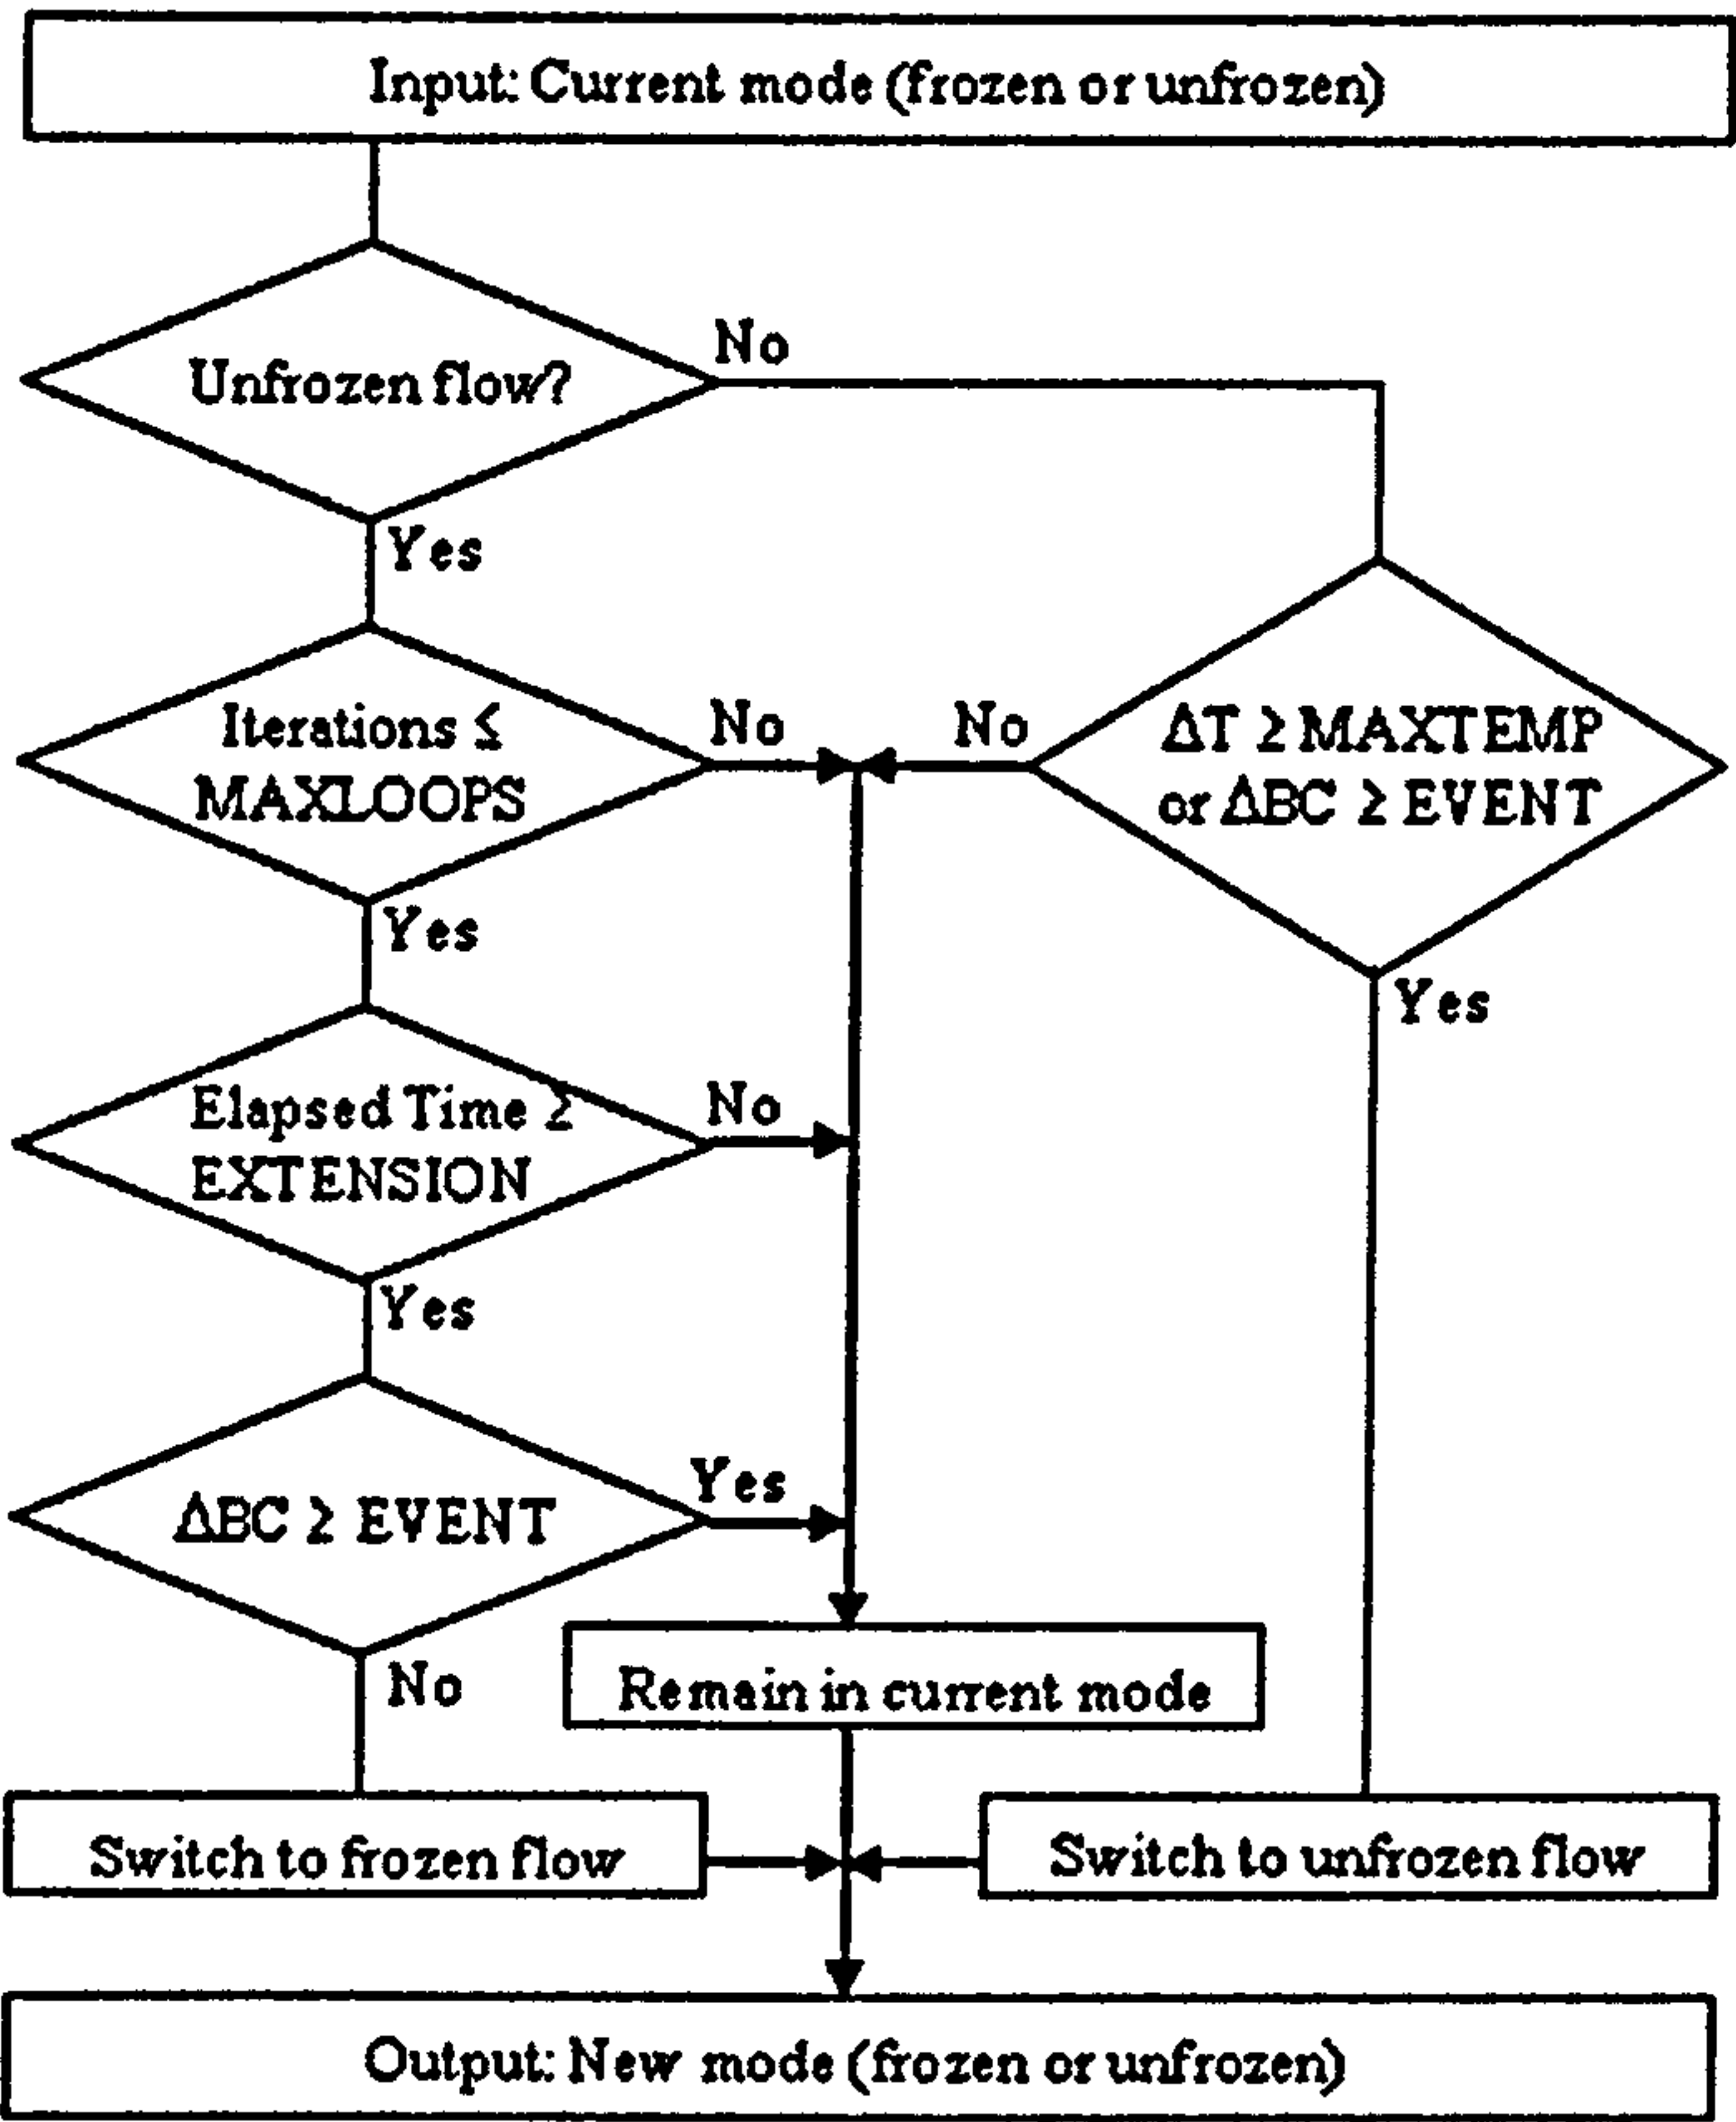 Input: Current mode (frozen or unfrozen)
Unfrozen flow?
No
Yes
Iterations ≤
MAXLOOPS
No
No
ΔT ≥ MAXTEMP
or ΔBC ≥ EVENT
Yes
Yes
Elapsed Time ≥
EXTENSION
No
Yes
ΔBC ≥ EVENT
Yes
No
Remain in current mode
Switch to frozen flow
Switch to unfrozen flow
Output: New mode (frozen or unfrozen)